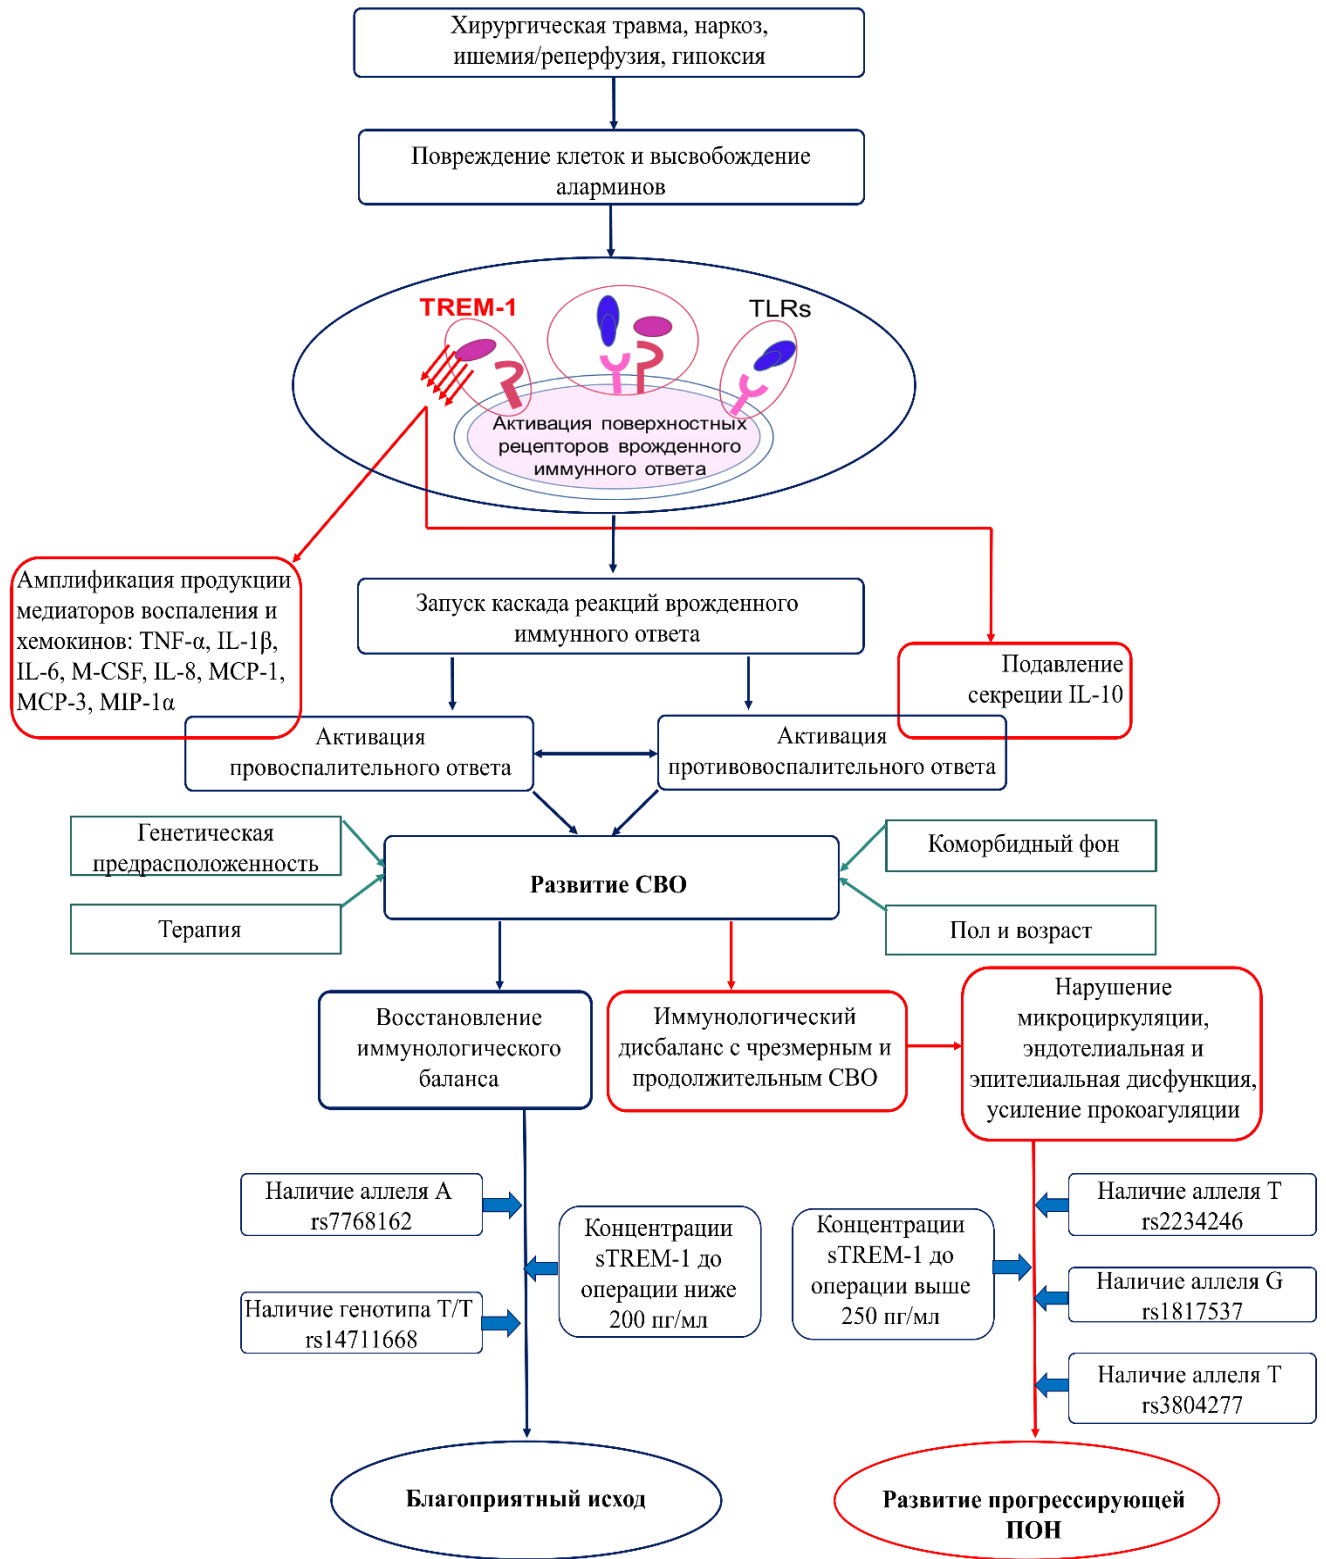 Хирургическая травма, наркоз,
ишемия/реперфузия, гипоксия
Повреждение клеток и высвобождение
алармиинов
TREM-1
TLRs
Активация поверхностных
рецепторов врожденного
иммунного ответа
Амплификация продукции
медиаторов воспаления и
хемокинов: TNF-α, IL-1β,
IL-6, M-CSF, IL-8, MCP-1,
MCP-3, MIP-1α
Запуск каскада реакций врожденного
иммунного ответа
Подавление
секреции IL-10
Активация
провоспалительного ответа
Активация
противовоспалительного ответа
Генетическая
предрасположенность
Терапия
Развитие СВО
Коморбидный фон
Пол и возраст
Восстановление
иммунологического
баланса
Иммунологический
дисбаланс с чрезмерным и
продолжительным СВО
Нарушение
микроциркуляции,
эндотелиальная и
эпителиальная дисфункция,
усиление прокоагуляции
Наличие аллеля А
rs7768162
Наличие генотипа Т/Т
rs14711668
Концентрации
sTREM-1 до
операции ниже
200 пг/мл
Концентрации
sTREM-1 до
операции выше
250 пг/мл
Наличие аллеля Т
rs2234246
Наличие аллеля G
rs1817537
Наличие аллеля Т
rs3804277
Благоприятный исход
Развитие прогрессирующей
ПОН